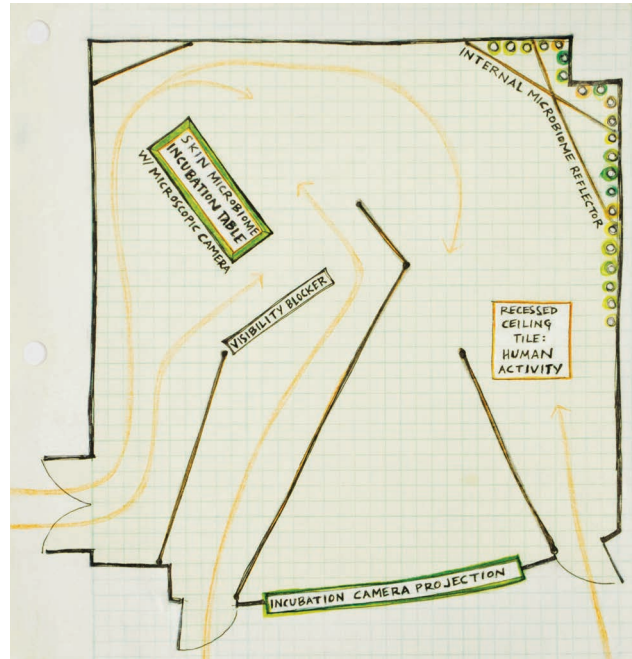 INTERNAL MICROBIOME REFLECTOR
SKIN MICROBIOME
INCUBATION TABLE
W/ MICROSCOPIC CAMERA
VISIBILITY BLOCKER
RECESSED
CEILING
TILE:
HUMAN
ACTIVITY
INCUBATION CAMERA PROJECTION